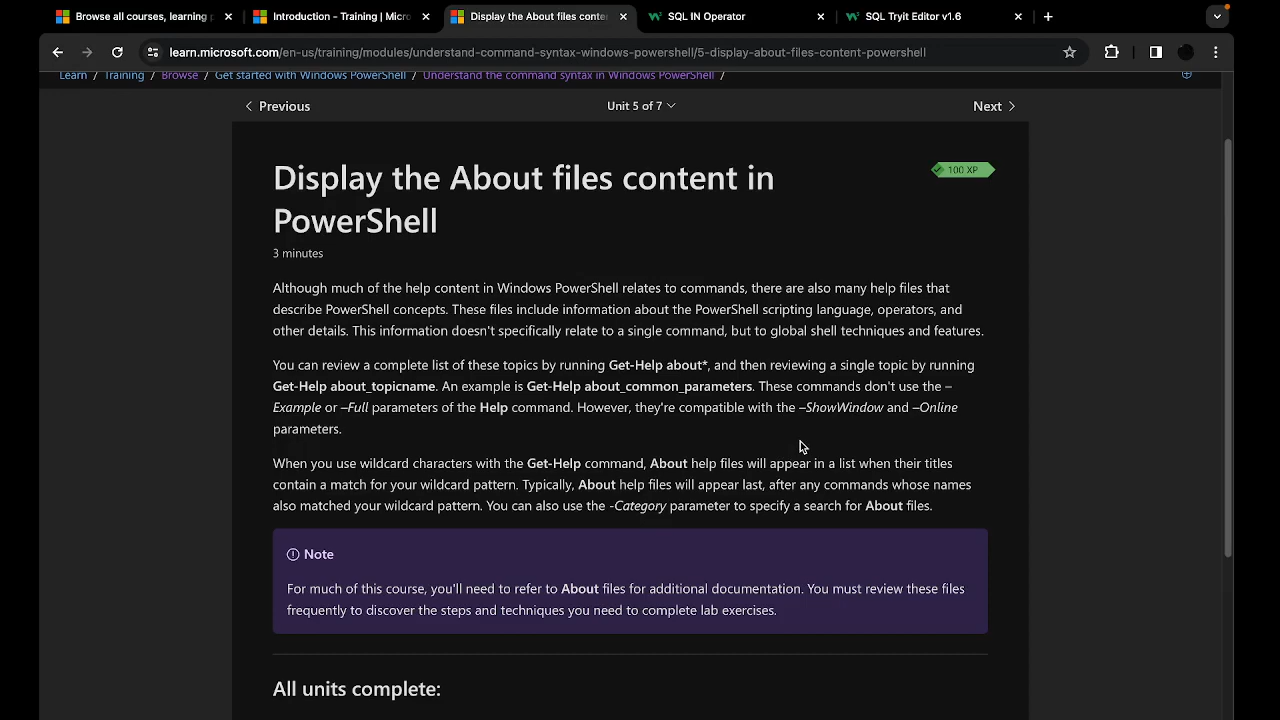 Browse all courses, learning p
Introduction - Training | Micro
Display the About files conten
SQL IN Operator
SQL Tryit Editor v1.6
learn.microsoft.com/en-us/training/modules/understand-command-syntax-windows-powershell/5-display-about-files-content-powershell
Learn / Training / Browse / Get started with Windows PowerShell / Understand the command syntax in Windows PowerShell /
Previous
Unit 5 of 7
Next
Display the About files content in
PowerShell
100 XP
3 minutes
Although much of the help content in Windows PowerShell relates to commands, there are also many help files that
describe PowerShell concepts. These files include information about the PowerShell scripting language, operators, and
other details. This information doesn't specifically relate to a single command, but to global shell techniques and features.
You can review a complete list of these topics by running Get-Help about*, and then reviewing a single topic by running
Get-Help about_topicname. An example is Get-Help about_common_parameters. These commands don't use the –
Example or –Full parameters of the Help command. However, they're compatible with the –ShowWindow and –Online
parameters.
When you use wildcard characters with the Get-Help command, About help files will appear in a list when their titles
contain a match for your wildcard pattern. Typically, About help files will appear last, after any commands whose names
also matched your wildcard pattern. You can also use the -Category parameter to specify a search for About files.
Note
For much of this course, you'll need to refer to About files for additional documentation. You must review these files
frequently to discover the steps and techniques you need to complete lab exercises.
All units complete: